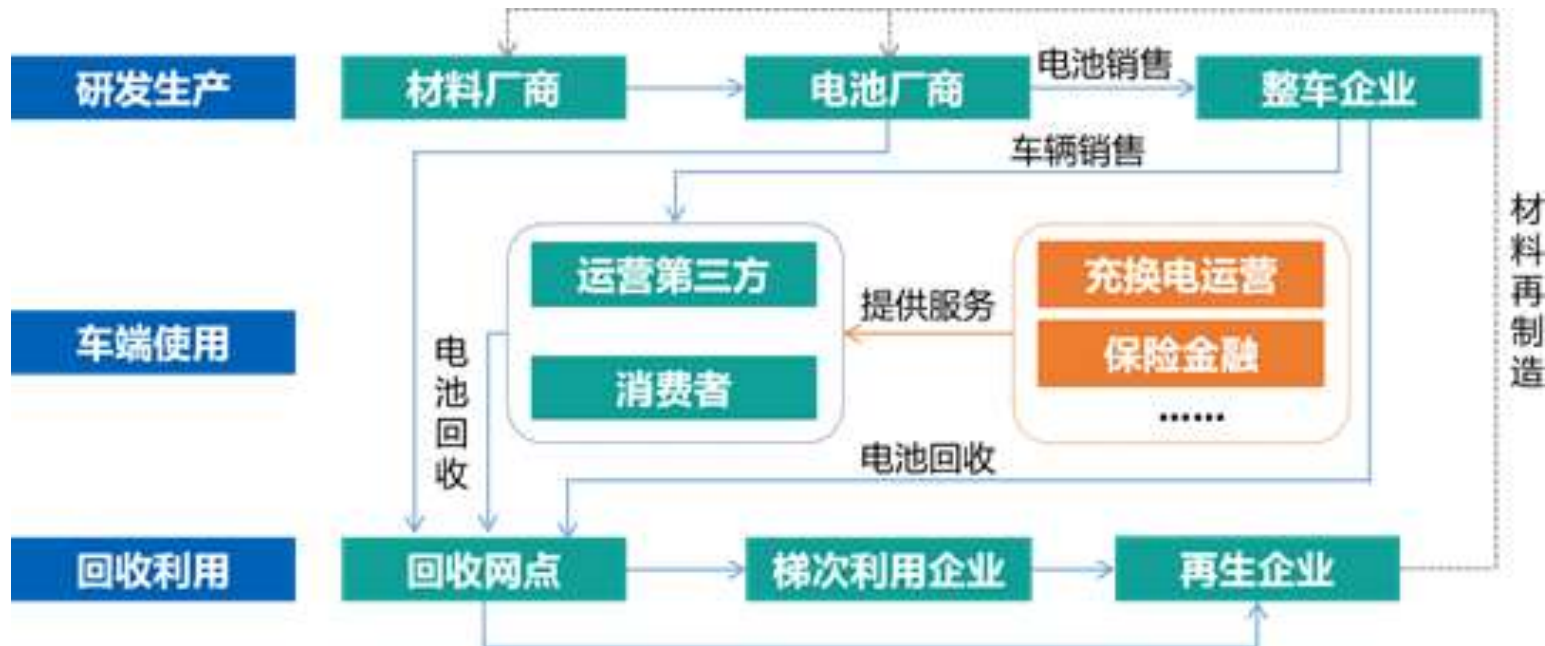 研发生产
材料厂商
电池厂商
电池销售
整车企业
车辆销售
车端使用
运营第三方
消费者
提供服务
充换电运营
保险金融
……
电池回收
电池回收
材料再制造
回收利用
回收网点
梯次利用企业
再生企业